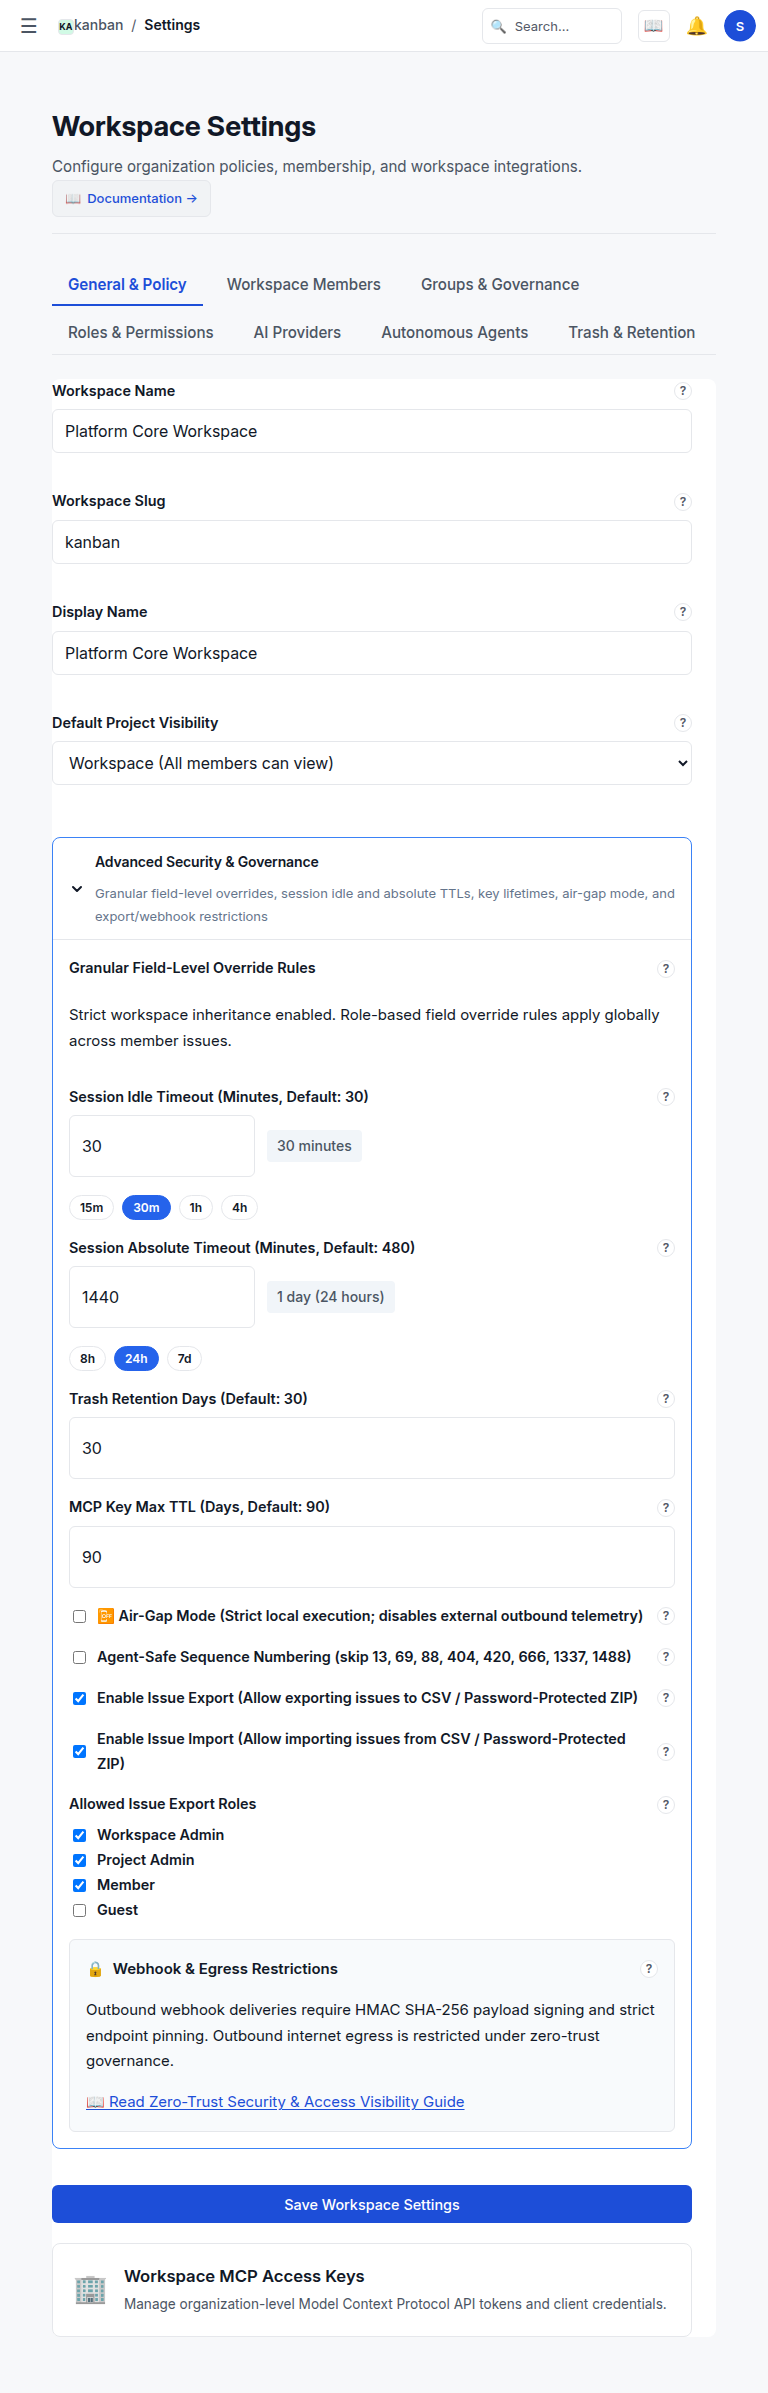 ☰ KA kanban / Settings 🔍 Search... 📖 🔔 S
Workspace Settings
Configure organization policies, membership, and workspace integrations.
📖 Documentation →
General & Policy Workspace Members Groups & Governance
Roles & Permissions AI Providers Autonomous Agents Trash & Retention
Workspace Name ?
Platform Core Workspace
Workspace Slug ?
kanban
Display Name ?
Platform Core Workspace
Default Project Visibility ?
Workspace (All members can view)
Advanced Security & Governance
Granular field-level overrides, session idle and absolute TTLs, key lifetimes, air-gap mode, and
export/webhook restrictions
Granular Field-Level Override Rules ?
Strict workspace inheritance enabled. Role-based field override rules apply globally
across member issues.
Session Idle Timeout (Minutes, Default: 30) ?
30 30 minutes
15m 30m 1h 4h
Session Absolute Timeout (Minutes, Default: 480) ?
1440 1 day (24 hours)
8h 24h 7d
Trash Retention Days (Default: 30) ?
30
MCP Key Max TTL (Days, Default: 90) ?
90
📴 Air-Gap Mode (Strict local execution; disables external outbound telemetry) ?
Agent-Safe Sequence Numbering (skip 13, 69, 88, 404, 420, 666, 1337, 1488) ?
Enable Issue Export (Allow exporting issues to CSV / Password-Protected ZIP) ?
Enable Issue Import (Allow importing issues from CSV / Password-Protected
ZIP) ?
Allowed Issue Export Roles ?
Workspace Admin
Project Admin
Member
Guest
🔒 Webhook & Egress Restrictions ?
Outbound webhook deliveries require HMAC SHA-256 payload signing and strict
endpoint pinning. Outbound internet egress is restricted under zero-trust
governance.
📖 Read Zero-Trust Security & Access Visibility Guide
Save Workspace Settings
🏢 Workspace MCP Access Keys
Manage organization-level Model Context Protocol API tokens and client credentials.